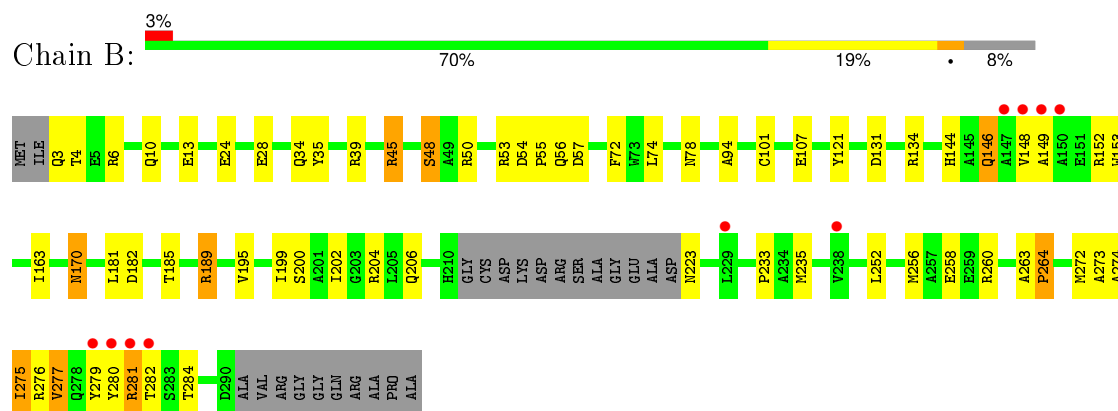 3%
Chain B:
70% 19% • 8%
MET ILE Q3 T4 E5 R6 Q10 E13 E24 E28 Q34 Y35 R39 R45 S48 A49 R50 R53 D54 P55 Q56 D57 F72 W73 L74 N78 A94 C101 E107 Y121 D131 R134 H144 A145 Q146 A147 V148 A149 A150 E151 R152 W153
I163 N170 L181 D182 T185 R189 V195 I199 S200 A201 I202 G203 R204 L205 Q206 H210 GLY CYS ASP LYS ASP ARG SER ALA GLY GLU ALA ASP N223 L229 P233 A234 M235 V238 L252 M256 A257 E258 E259 R260 A263 P264 M272 A273 A274
I275 R276 V277 Q278 Y279 Y280 R281 T282 S283 T284 D290 ALA VAL ARG GLY GLY GLN ARG ALA PRO ALA